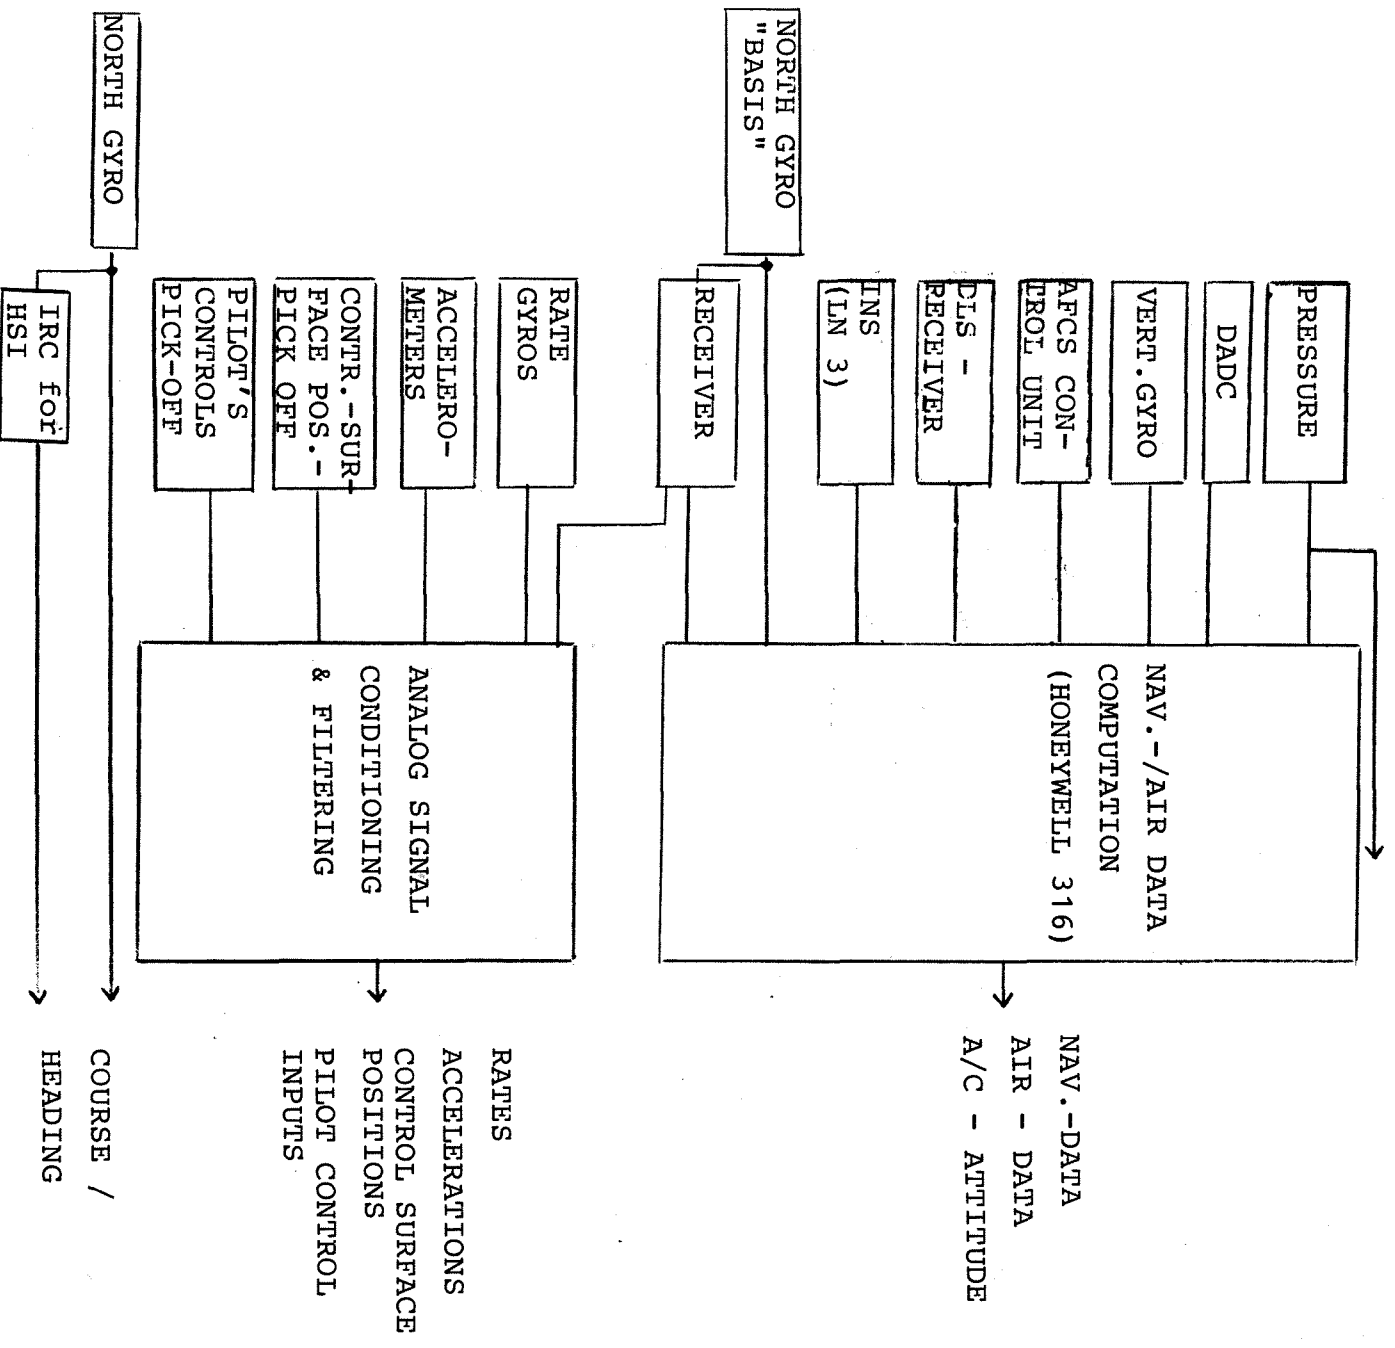 PRESSURE
DADC
VERT.GYRO
AFCS CON-
TROL UNIT
DLS -
RECEIVER
INS
(LN 3)
NORTH GYRO
"BASIS"
RECEIVER
NAV.-/AIR DATA
COMPUTATION
(HONEYWELL 316)
NAV.-DATA
AIR - DATA
A/C - ATTITUDE
RATE
GYROS
ACCELERO-
METERS
CONTR.-SUR-
FACE POS.-
PICK OFF
PILOT'S
CONTROLS
PICK-OFF
ANALOG SIGNAL
CONDITIONING
& FILTERING
RATES
ACCELERATIONS
CONTROL SURFACE
POSITIONS
PILOT CONTROL
INPUTS
NORTH GYRO
IRC for
HSI
COURSE /
HEADING